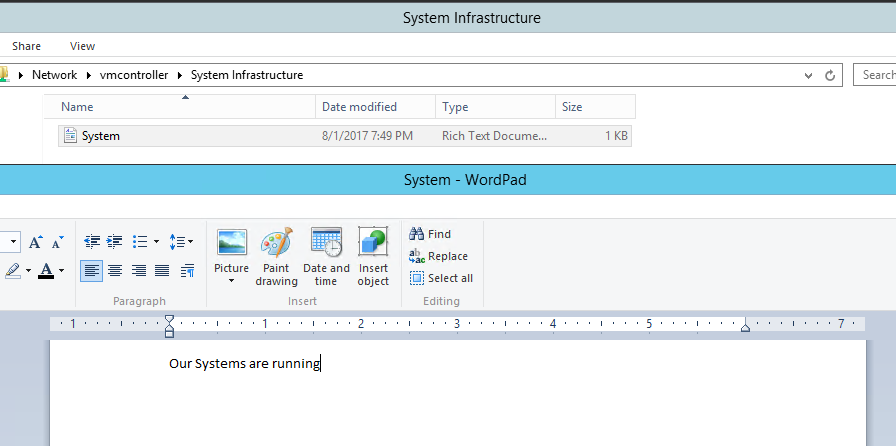 System Infrastructure
Share View
Network vmcontroller System Infrastructure
Name Date modified Type Size
System 8/1/2017 7:49 PM Rich Text Docume... 1 KB
System - WordPad
A A Find
Replace
Select all
A
Picture Paint drawing Date and time Insert object
Paragraph Insert Editing
1 1 2 3 4 5 7
Our Systems are running